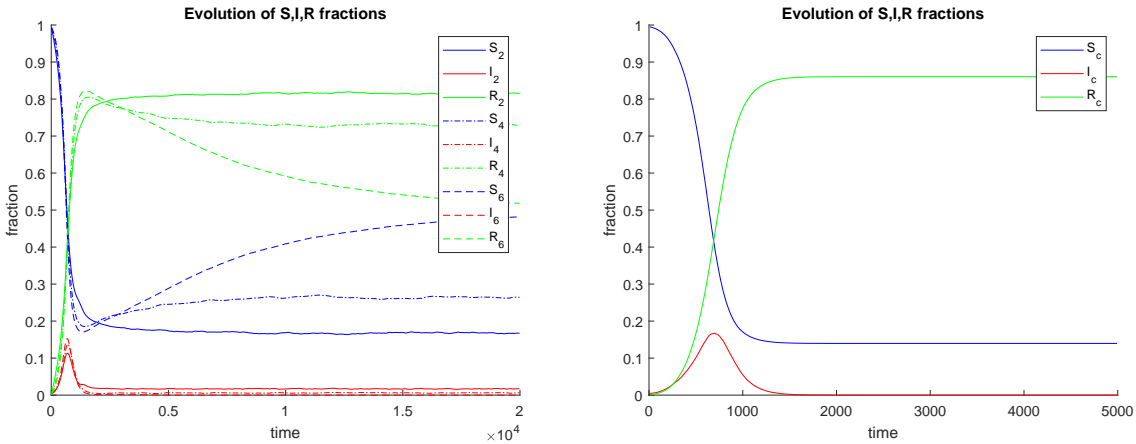 Evolution of S,I,R fractions
1
0.9
0.8
0.7
0.6
0.5
0.4
0.3
0.2
0.1
0
fraction
S_2
I_2
R_2
S_4
I_4
R_4
S_6
I_6
R_6
0 0.5 1 1.5 2
time
×10^4
Evolution of S,I,R fractions
1
0.9
0.8
0.7
0.6
0.5
0.4
0.3
0.2
0.1
0
fraction
S_c
I_c
R_c
0 1000 2000 3000 4000 5000
time